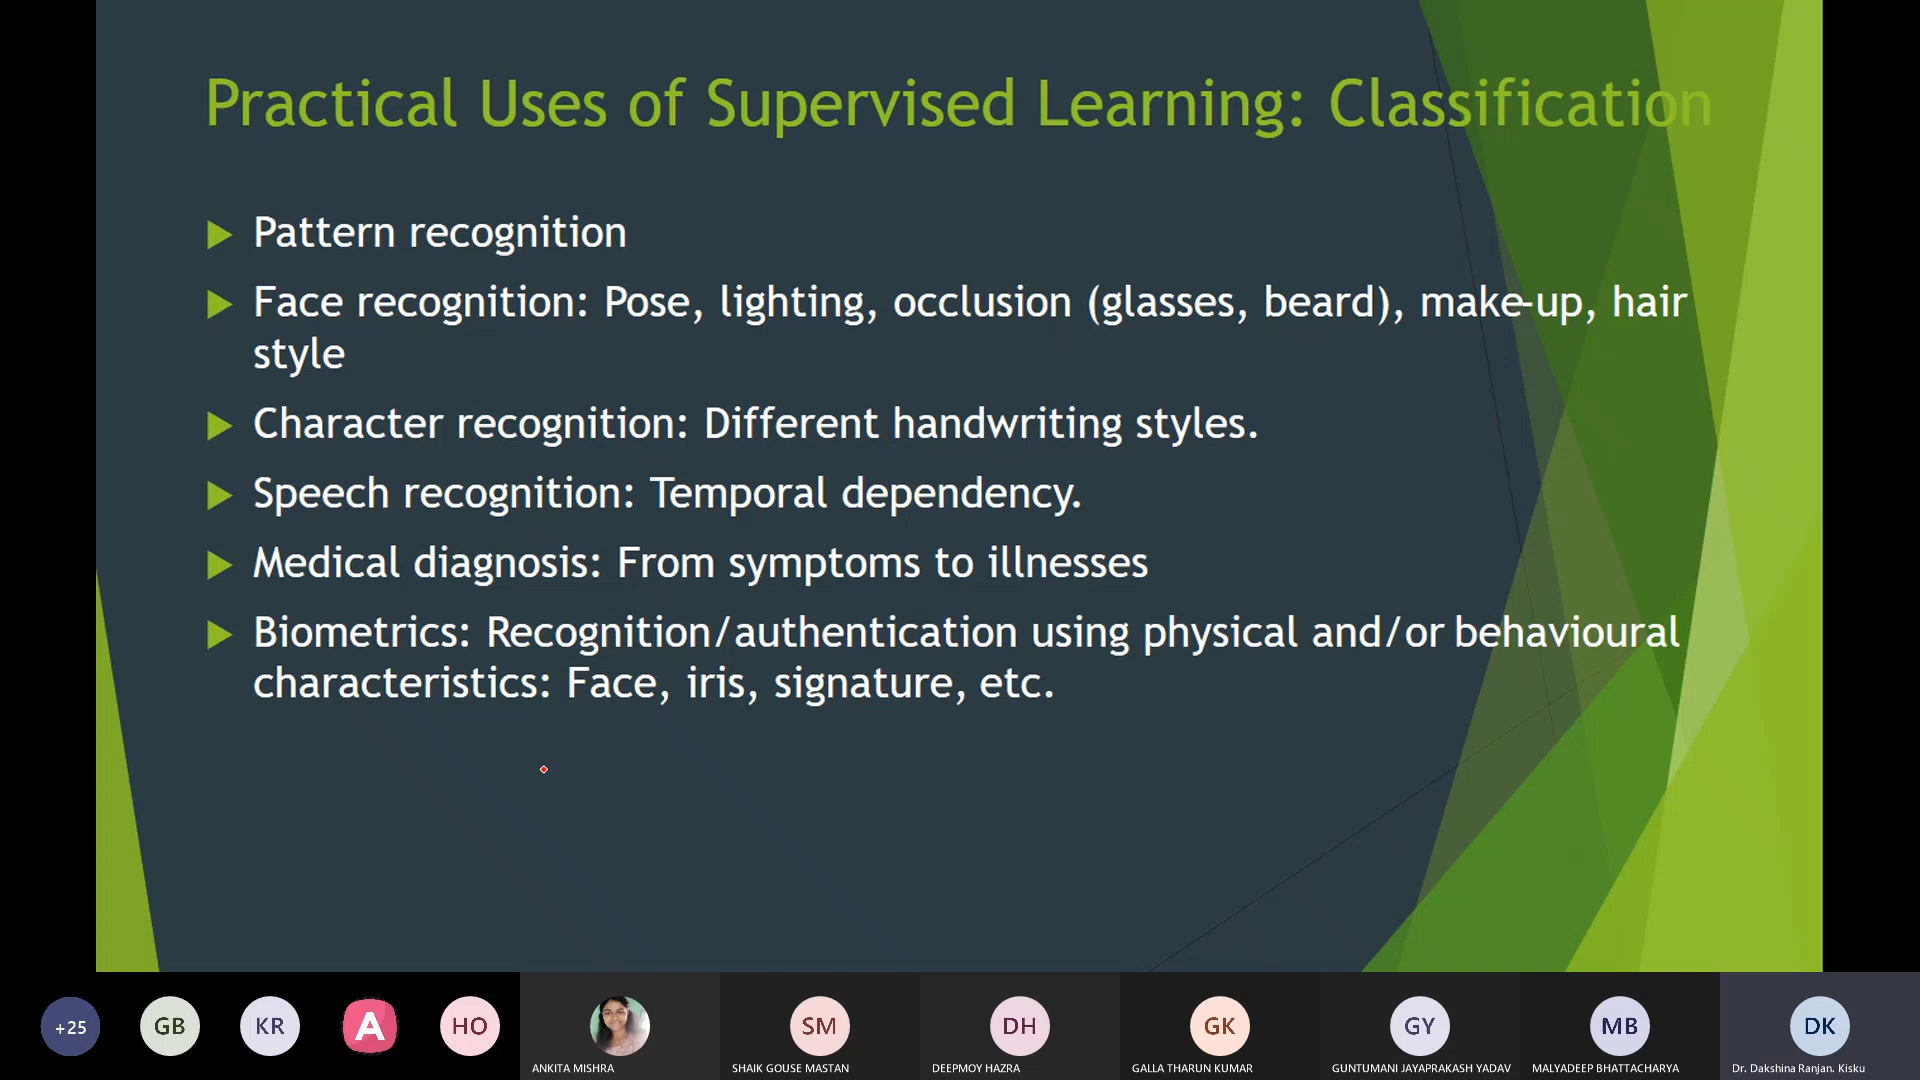 Practical Uses of Supervised Learning: Classification
Pattern recognition
Face recognition: Pose, lighting, occlusion (glasses, beard), make-up, hair
style
Character recognition: Different handwriting styles.
Speech recognition: Temporal dependency.
Medical diagnosis: From symptoms to illnesses
Biometrics: Recognition/authentication using physical and/or behavioural
characteristics: Face, iris, signature, etc.
+25
GB
KR
A
HO
SM
DH
GK
GY
MB
DK
ANKITA MISHRA
SHAIK GOUSE MASTAN
DEEPMOY HAZRA
GALLA THARUN KUMAR
GUNTUMANI JAYAPRAKASH YADAV
MALYADEEP BHATTACHARYA
Dr. Dakshina Ranjan. Kisku